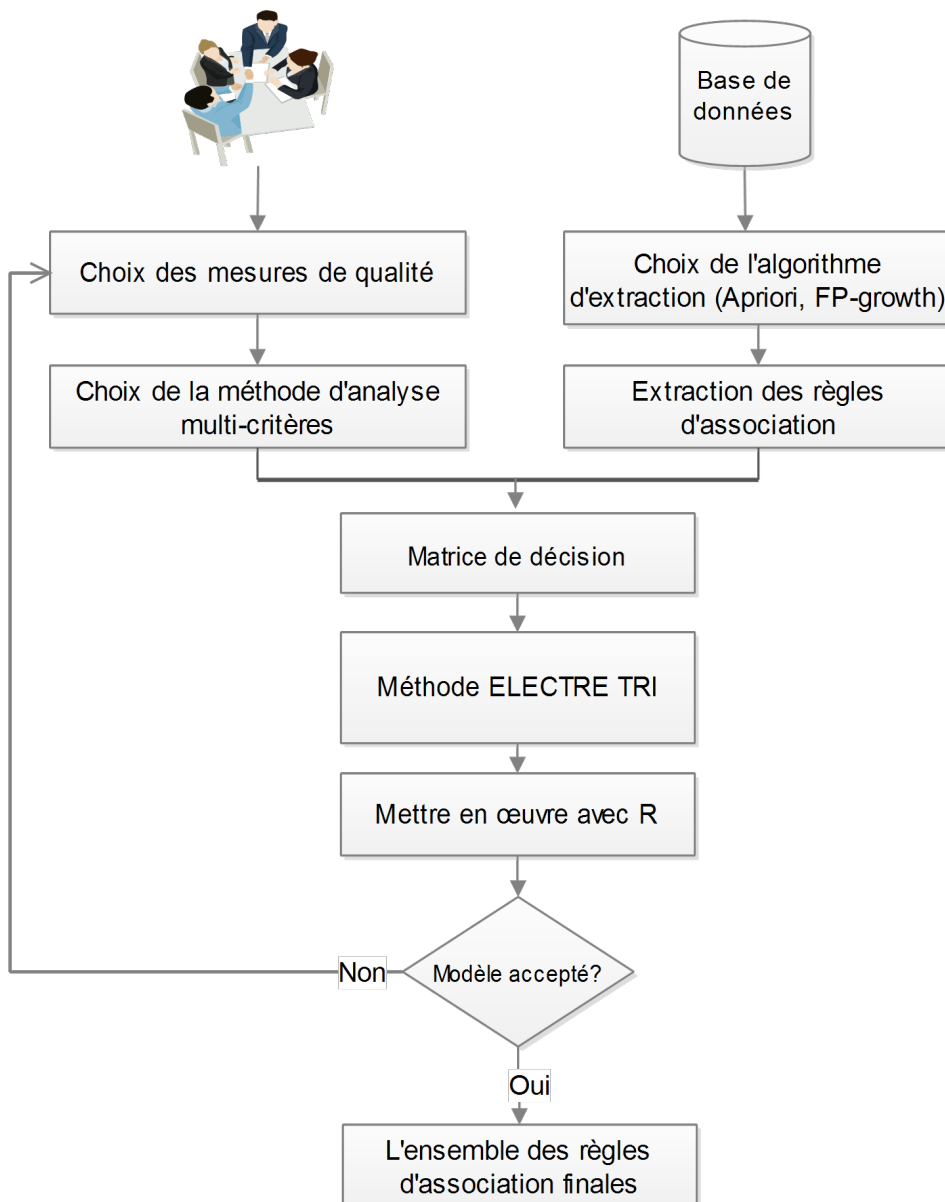 Base de
données
Choix des mesures de qualité
Choix de l'algorithme
d'extraction (Apriori, FP-growth)
Choix de la méthode d'analyse
multi-critères
Extraction des règles
d'association
Matrice de décision
Méthode ELECTRE TRI
Mettre en œuvre avec R
Modèle accepté?
Non
Oui
L'ensemble des règles
d'association finales